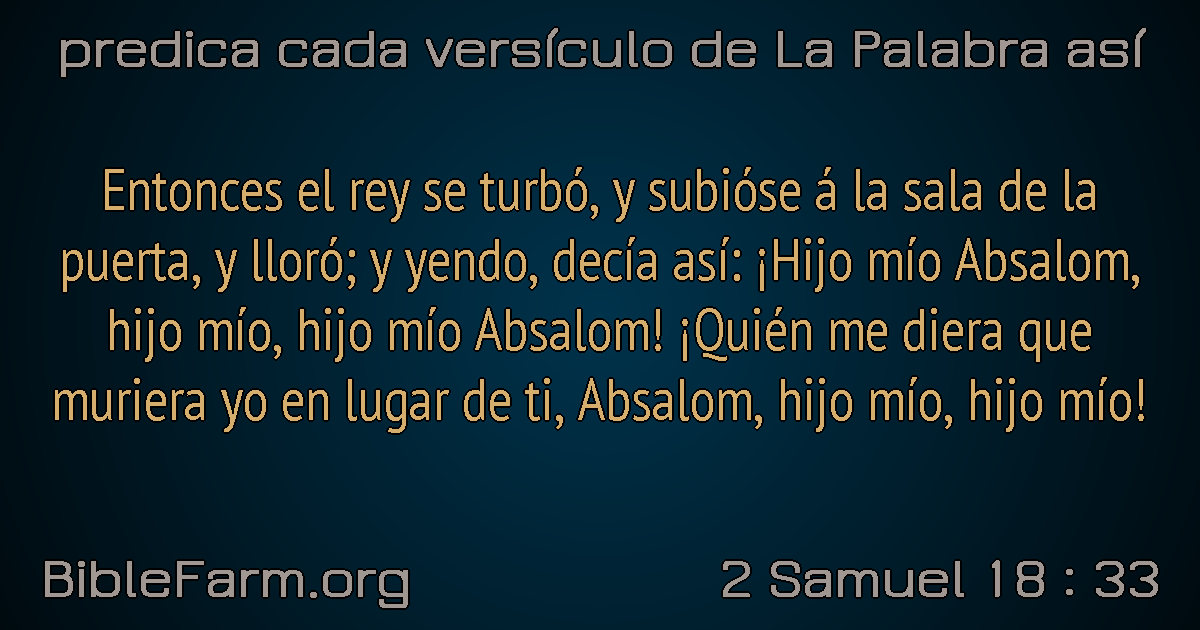 predica cada versículo de La Palabra así
Entonces el rey se turbó, y subióse á la sala de la
puerta, y lloró; y yendo, decía así: ¡Hijo mío Absalom,
hijo mío, hijo mío Absalom! ¡Quién me diera que
muriera yo en lugar de ti, Absalom, hijo mío, hijo mío!
BibleFarm.org
2 Samuel 18 : 33